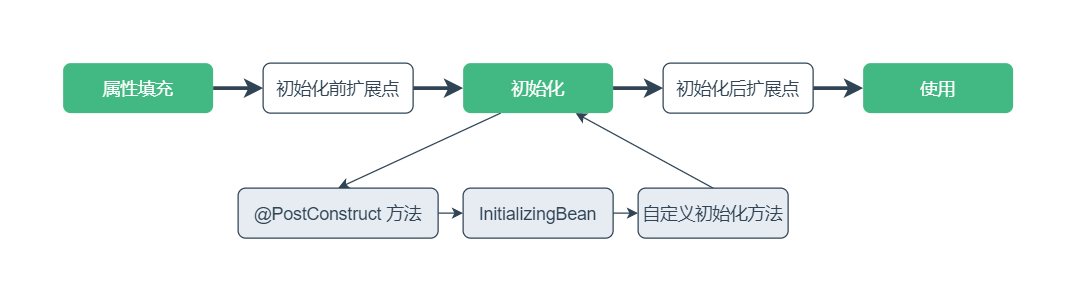 属性填充
初始化前扩展点
初始化
初始化后扩展点
使用
@PostConstruct 方法
InitializingBean
自定义初始化方法